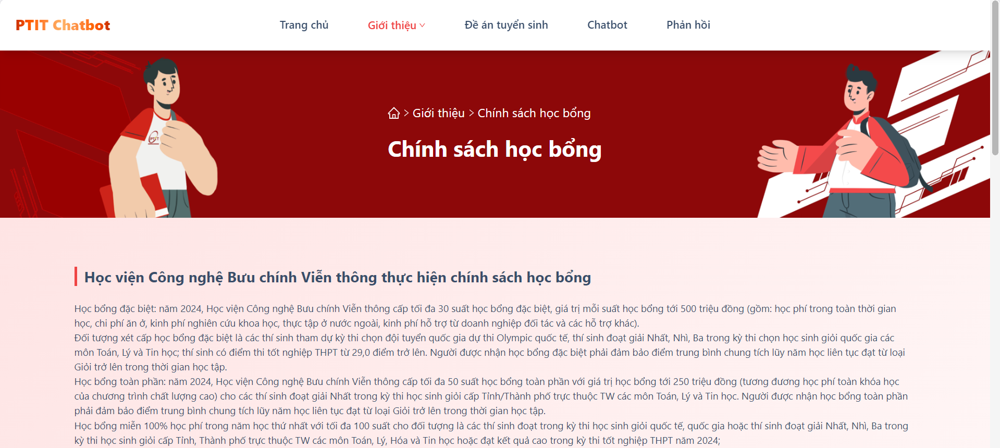 PTIT Chatbot
Trang chủ
Giới thiệu
Đề án tuyển sinh
Chatbot
Phản hồi
PTIT
> Giới thiệu > Chính sách học bổng
Chính sách học bổng
Học viện Công nghệ Bưu chính Viễn thông thực hiện chính sách học bổng
Học bổng đặc biệt: năm 2024, Học viện Công nghệ Bưu chính Viễn thông cấp tối đa 30 suất học bổng đặc biệt, giá trị mỗi suất học bổng tới 500 triệu đồng (gồm: học phí trong toàn thời gian
học, chi phí ăn ở, kinh phí nghiên cứu khoa học, thực tập ở nước ngoài, kinh phí hỗ trợ từ doanh nghiệp đối tác và các hỗ trợ khác).
Đối tượng xét cấp học bổng đặc biệt là các thí sinh tham dự kỳ thi chọn đội tuyển quốc gia dự thi Olympic quốc tế, thí sinh đoạt giải Nhất, Nhì, Ba trong kỳ thi chọn học sinh giỏi quốc gia các
môn Toán, Lý và Tin học; thí sinh có điểm thi tốt nghiệp THPT từ 29,0 điểm trở lên. Người được nhận học bổng đặc biệt phải đảm bảo điểm trung bình chung tích lũy năm học liên tục đạt từ loại
Giỏi trở lên trong thời gian học tập.
Học bổng toàn phần: năm 2024, Học viện Công nghệ Bưu chính Viễn thông cấp tối đa 50 suất học bổng toàn phần với giá trị học bổng tới 250 triệu đồng (tương đương học phí toàn khóa học
của chương trình chất lượng cao) cho các thí sinh đoạt giải Nhất trong kỳ thi học sinh giỏi cấp Tỉnh/Thành phố trực thuộc TW các môn Toán, Lý và Tin học. Người được nhận học bổng toàn phần
phải đảm bảo điểm trung bình chung tích lũy năm học liên tục đạt từ loại Giỏi trở lên trong thời gian học tập.
Học bổng miễn 100% học phí trong năm học thứ nhất với tối đa 100 suất cho đối tượng là các thí sinh đoạt trong kỳ thi học sinh giỏi quốc tế, quốc gia hoặc thí sinh đoạt giải Nhất, Nhì, Ba trong
kỳ thi học sinh giỏi cấp Tỉnh, Thành phố trực thuộc TW các môn Toán, Lý, Hóa và Tin học hoặc đạt kết quả cao trong kỳ thi tốt nghiệp THPT năm 2024;